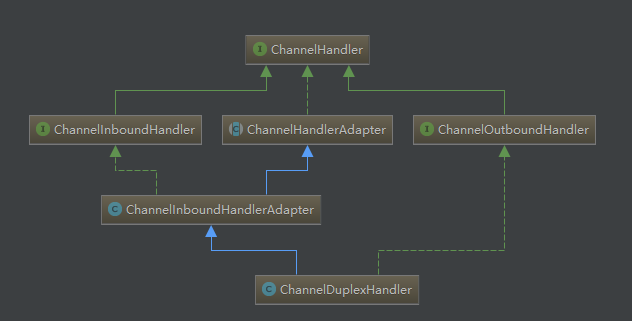 I ChannelHandler
I ChannelInboundHandler
C ChannelHandlerAdapter
I ChannelOutboundHandler
C ChannelInboundHandlerAdapter
C ChannelDuplexHandler